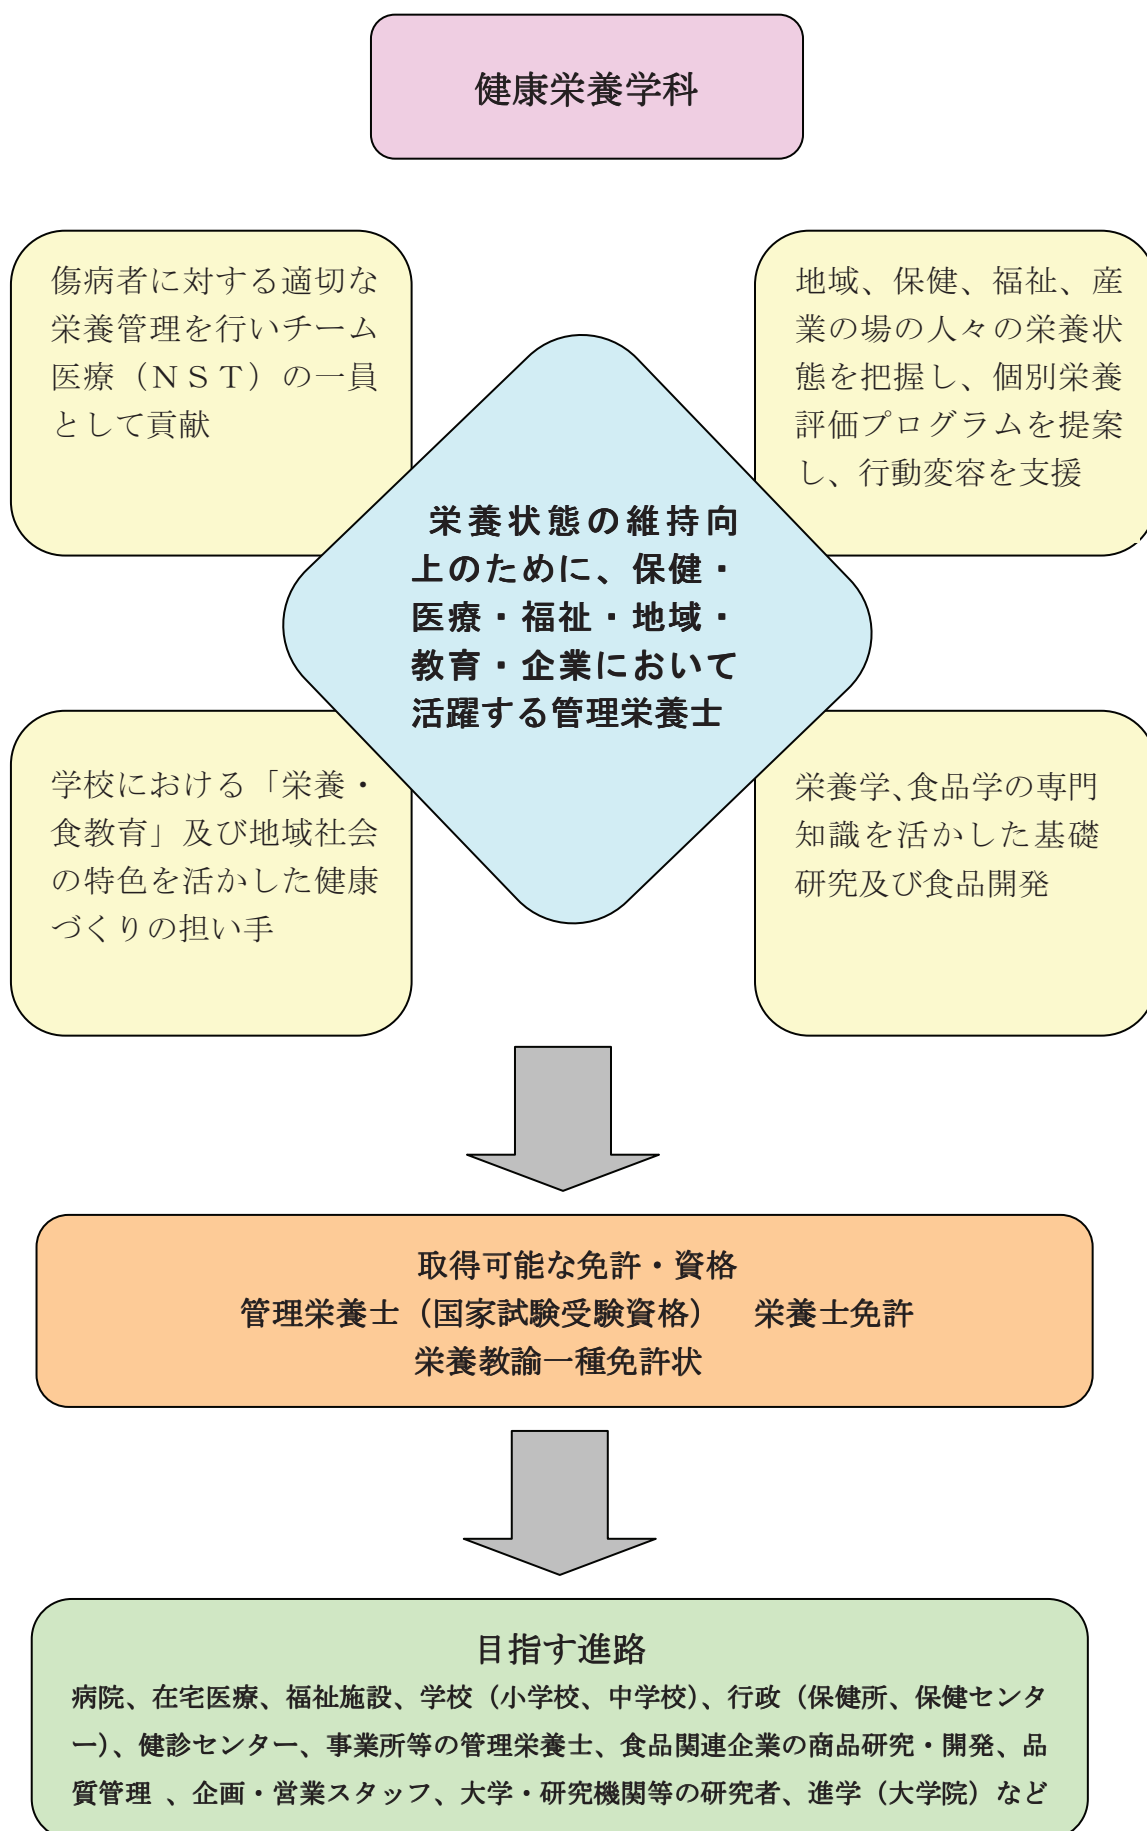 健康栄養学科
傷病者に対する適切な
栄養管理を行いチーム
医療（ＮＳＴ）の一員
として貢献
地域、保健、福祉、産
業の場の人々の栄養状
態を把握し、個別栄養
評価プログラムを提案
し、行動変容を支援
栄養状態の維持向
上のために、保健・
医療・福祉・地域・
教育・企業において
活躍する管理栄養士
学校における「栄養・
食教育」及び地域社会
の特色を活かした健康
づくりの担い手
栄養学、食品学の専門
知識を活かした基礎
研究及び食品開発
取得可能な免許・資格
管理栄養士（国家試験受験資格）　栄養士免許
栄養教諭一種免許状
目指す進路
病院、在宅医療、福祉施設、学校（小学校、中学校）、行政（保健所、保健センタ
ー）、健診センター、事業所等の管理栄養士、食品関連企業の商品研究・開発、品
質管理 、企画・営業スタッフ、大学・研究機関等の研究者、進学（大学院）など